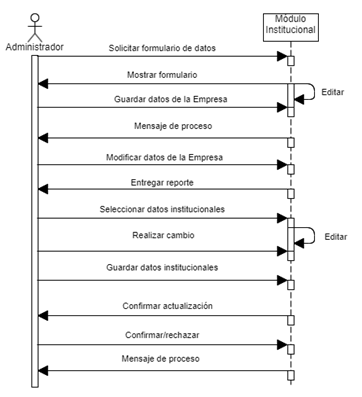 Administrador
Módulo
Institucional
Solicitar formulario de datos
Mostrar formulario
Editar
Guardar datos de la Empresa
Mensaje de proceso
Modificar datos de la Empresa
Entregar reporte
Seleccionar datos institucionales
Realizar cambio
Editar
Guardar datos institucionales
Confirmar actualización
Confirmar/rechazar
Mensaje de proceso